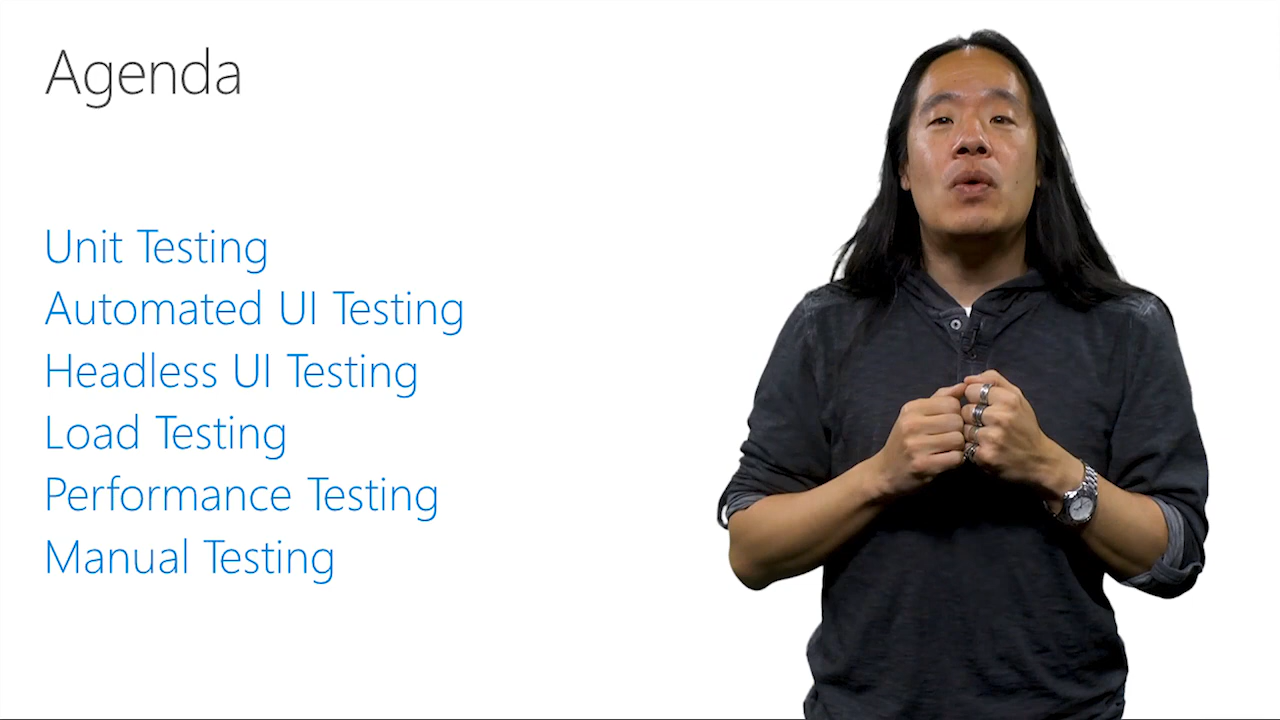 Agenda
Unit Testing
Automated UI Testing
Headless UI Testing
Load Testing
Performance Testing
Manual Testing